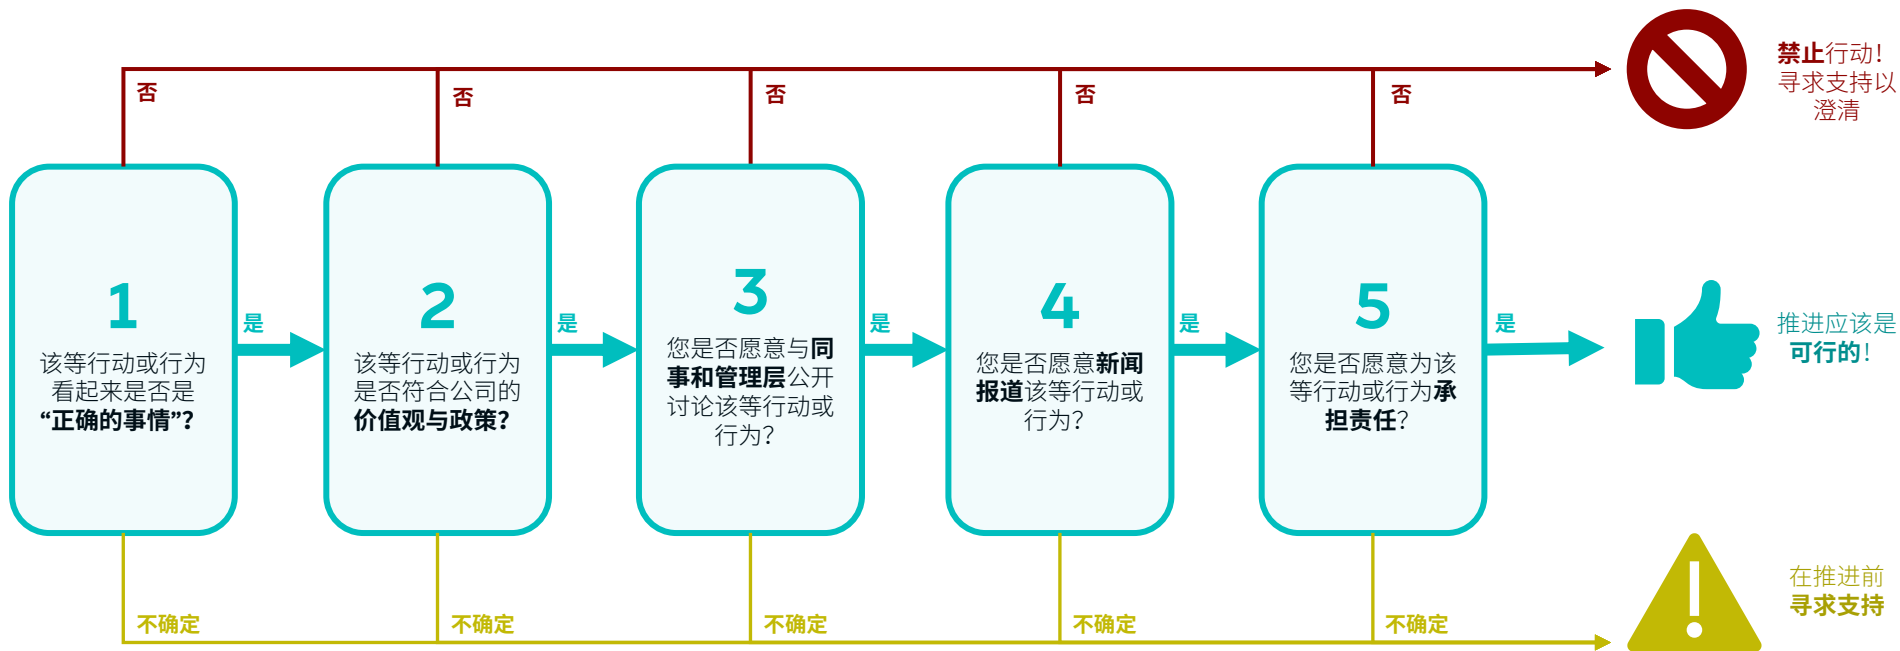 禁止行动！
寻求支持以
澄清
否
否
否
否
否
1
该等行动或行为
看起来是否是
“正确的事情”？
是
2
该等行动或行为
是否符合公司的
价值观与政策？
是
3
您是否愿意与同
事和管理层公开
讨论该等行动或
行为？
是
4
您是否愿意新闻
报道该等行动或
行为？
是
5
您是否愿意为该
等行动或行为承
担责任？
是
推进应该是
可行的！
不确定
不确定
不确定
不确定
不确定
在推进前
寻求支持